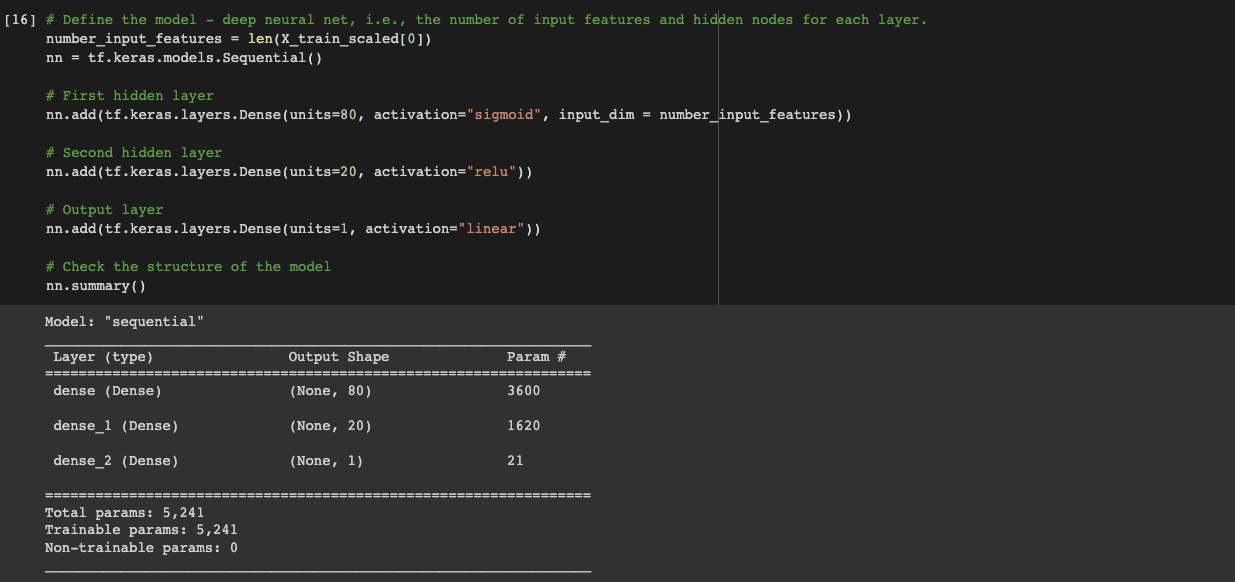 [16] # Define the model - deep neural net, i.e., the number of input features and hidden nodes for each layer.
number_input_features = len(X_train_scaled[0])
nn = tf.keras.models.Sequential()
# First hidden layer
nn.add(tf.keras.layers.Dense(units=80, activation="sigmoid", input_dim = number_input_features))
# Second hidden layer
nn.add(tf.keras.layers.Dense(units=20, activation="relu"))
# Output layer
nn.add(tf.keras.layers.Dense(units=1, activation="linear"))
# Check the structure of the model
nn.summary()
Model: "sequential"
_________________________________________________________________
Layer (type) Output Shape Param #
=================================================================
dense (Dense) (None, 80) 3600
dense_1 (Dense) (None, 20) 1620
dense_2 (Dense) (None, 1) 21
=================================================================
Total params: 5,241
Trainable params: 5,241
Non-trainable params: 0
_________________________________________________________________